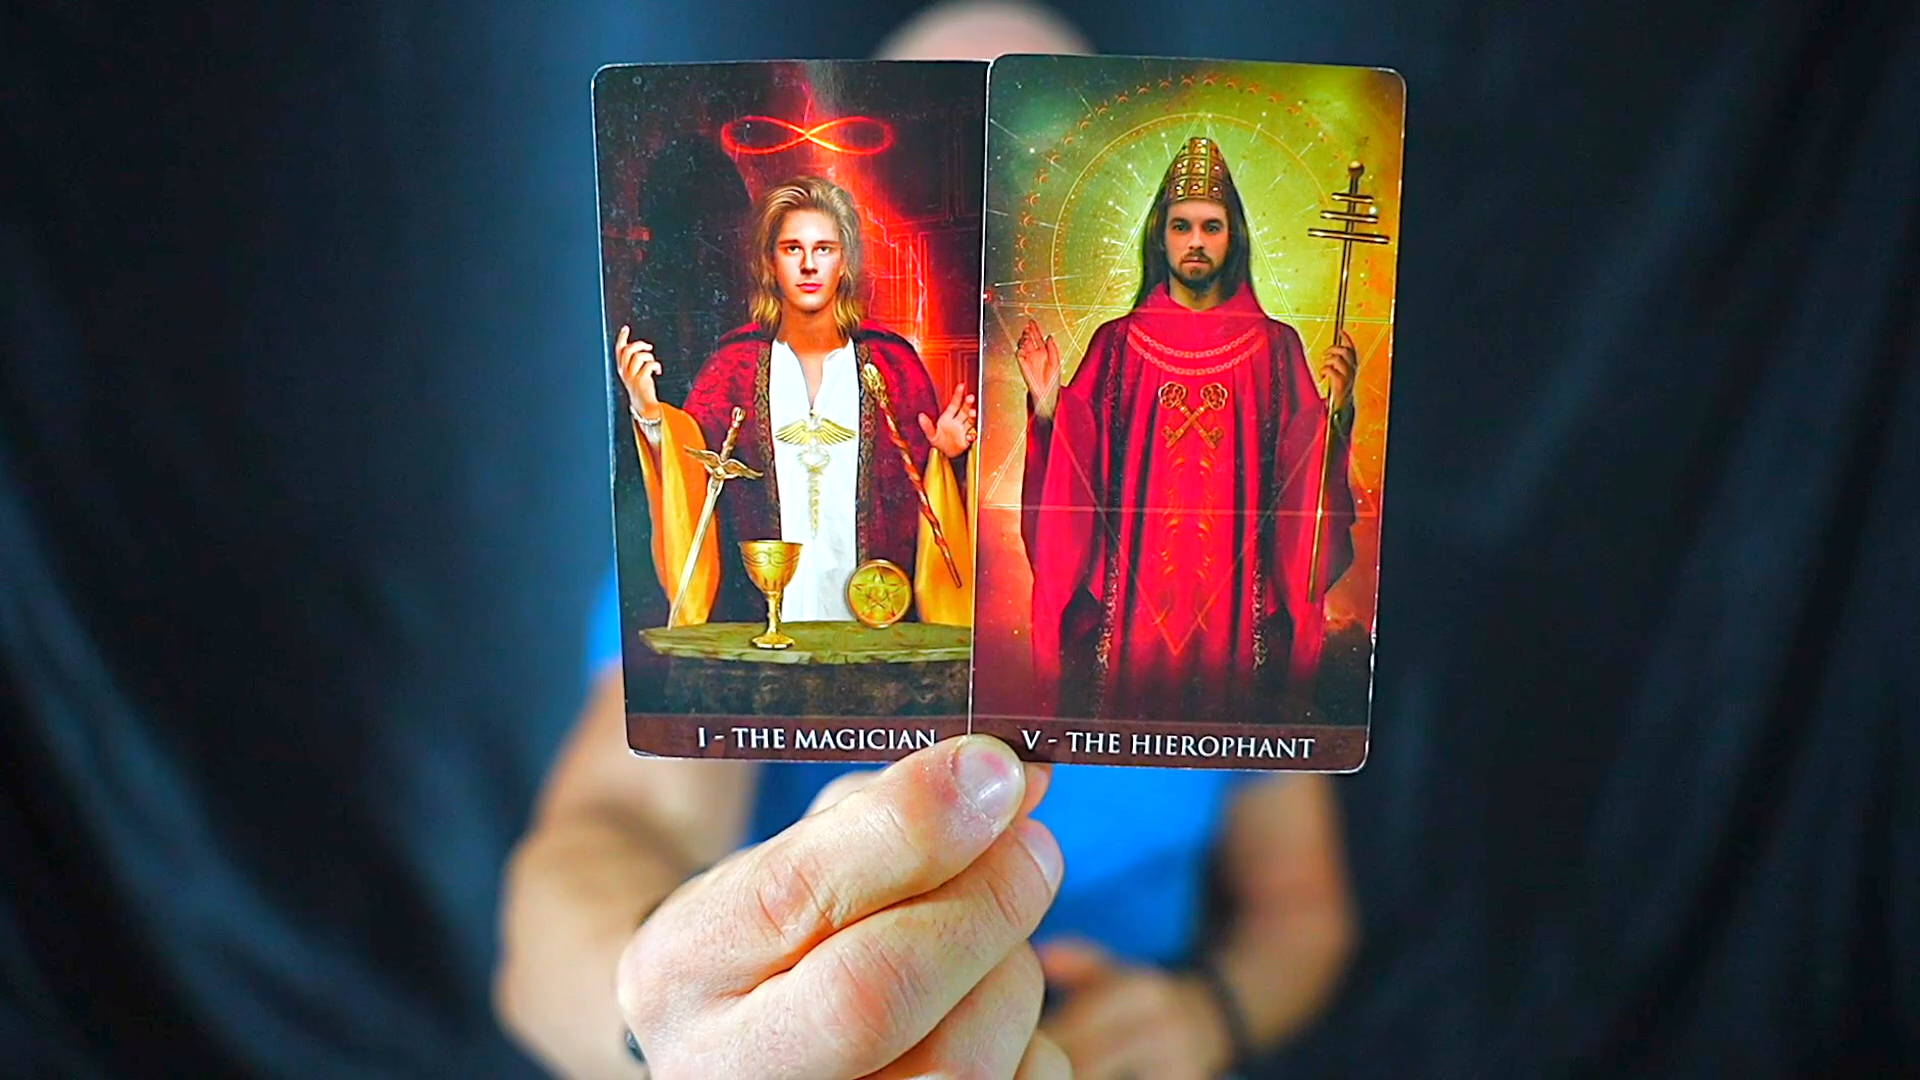 I - THE MAGICIAN
V - THE HIEROPHANT